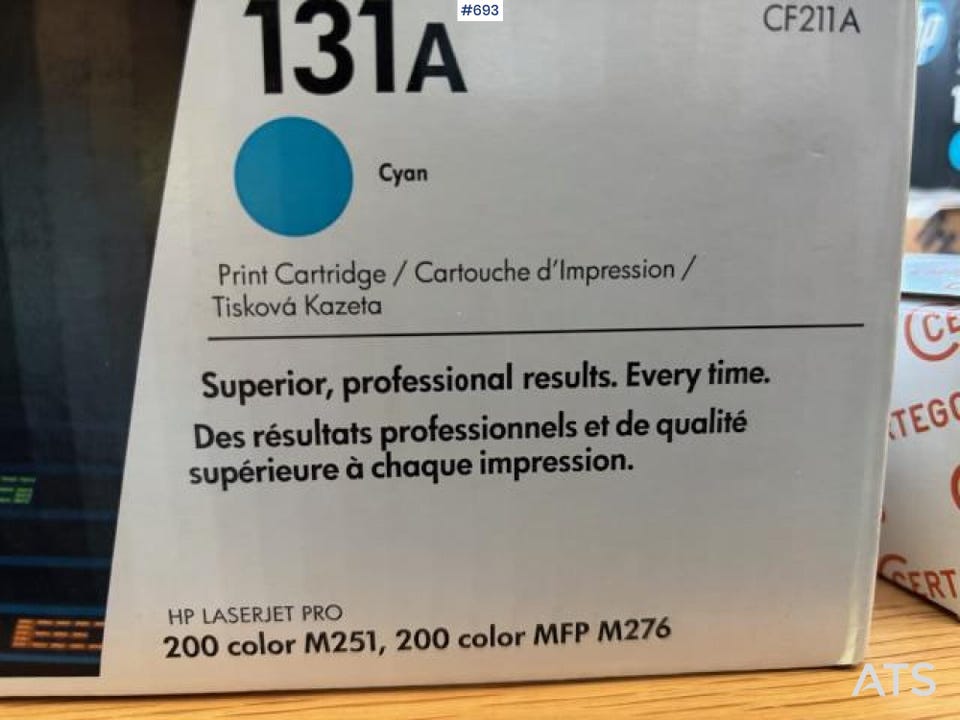 #693
131A
CF211A
hp
Cyan
Print Cartridge / Cartouche d'Impression /
Tisková Kazeta
Superior, professional results. Every time.
Des résultats professionnels et de qualité
supérieure à chaque impression.
HP LASERJET PRO
200 color M251, 200 color MFP M276
ATS